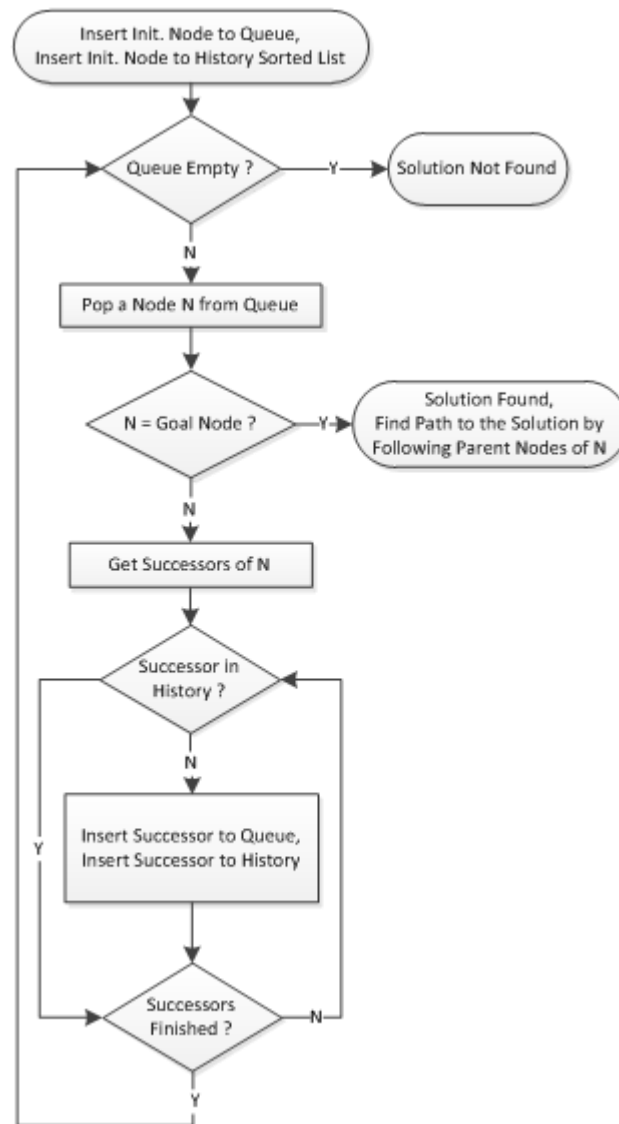 Insert Init. Node to Queue,
Insert Init. Node to History Sorted List
Queue Empty ?
Y
Solution Not Found
N
Pop a Node N from Queue
N = Goal Node ?
Y
Solution Found,
Find Path to the Solution by
Following Parent Nodes of N
N
Get Successors of N
Successor in
History ?
N
Insert Successor to Queue,
Insert Successor to History
Y
Successors
Finished ?
N
Y